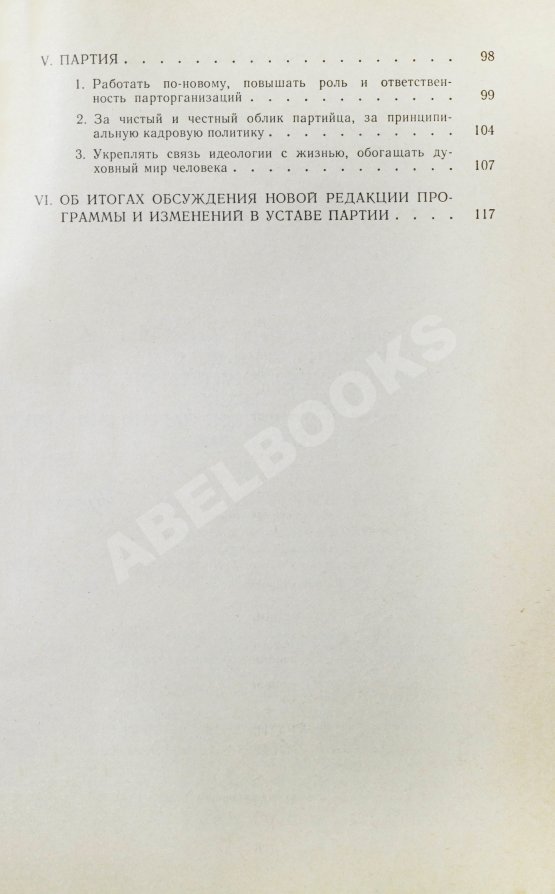 V. ПАРТИЯ . . . . . . . . . . . . . . . . . . 98
1. Работать по-новому, повышать роль и ответствен-
ность парторганизаций . . . . . . . . . . . . 99
2. За чистый и честный облик партийца, за принципи-
альную кадровую политику . . . . . . . . . . . 104
3. Укреплять связь идеологии с жизнью, обогащать ду-
ховный мир человека . . . . . . . . . . . . . 107
VI. ОБ ИТОГАХ ОБСУЖДЕНИЯ НОВОЙ РЕДАКЦИИ ПРО-
ГРАММЫ И ИЗМЕНЕНИЙ В УСТАВЕ ПАРТИИ . . . . 117
ABELBOOKS